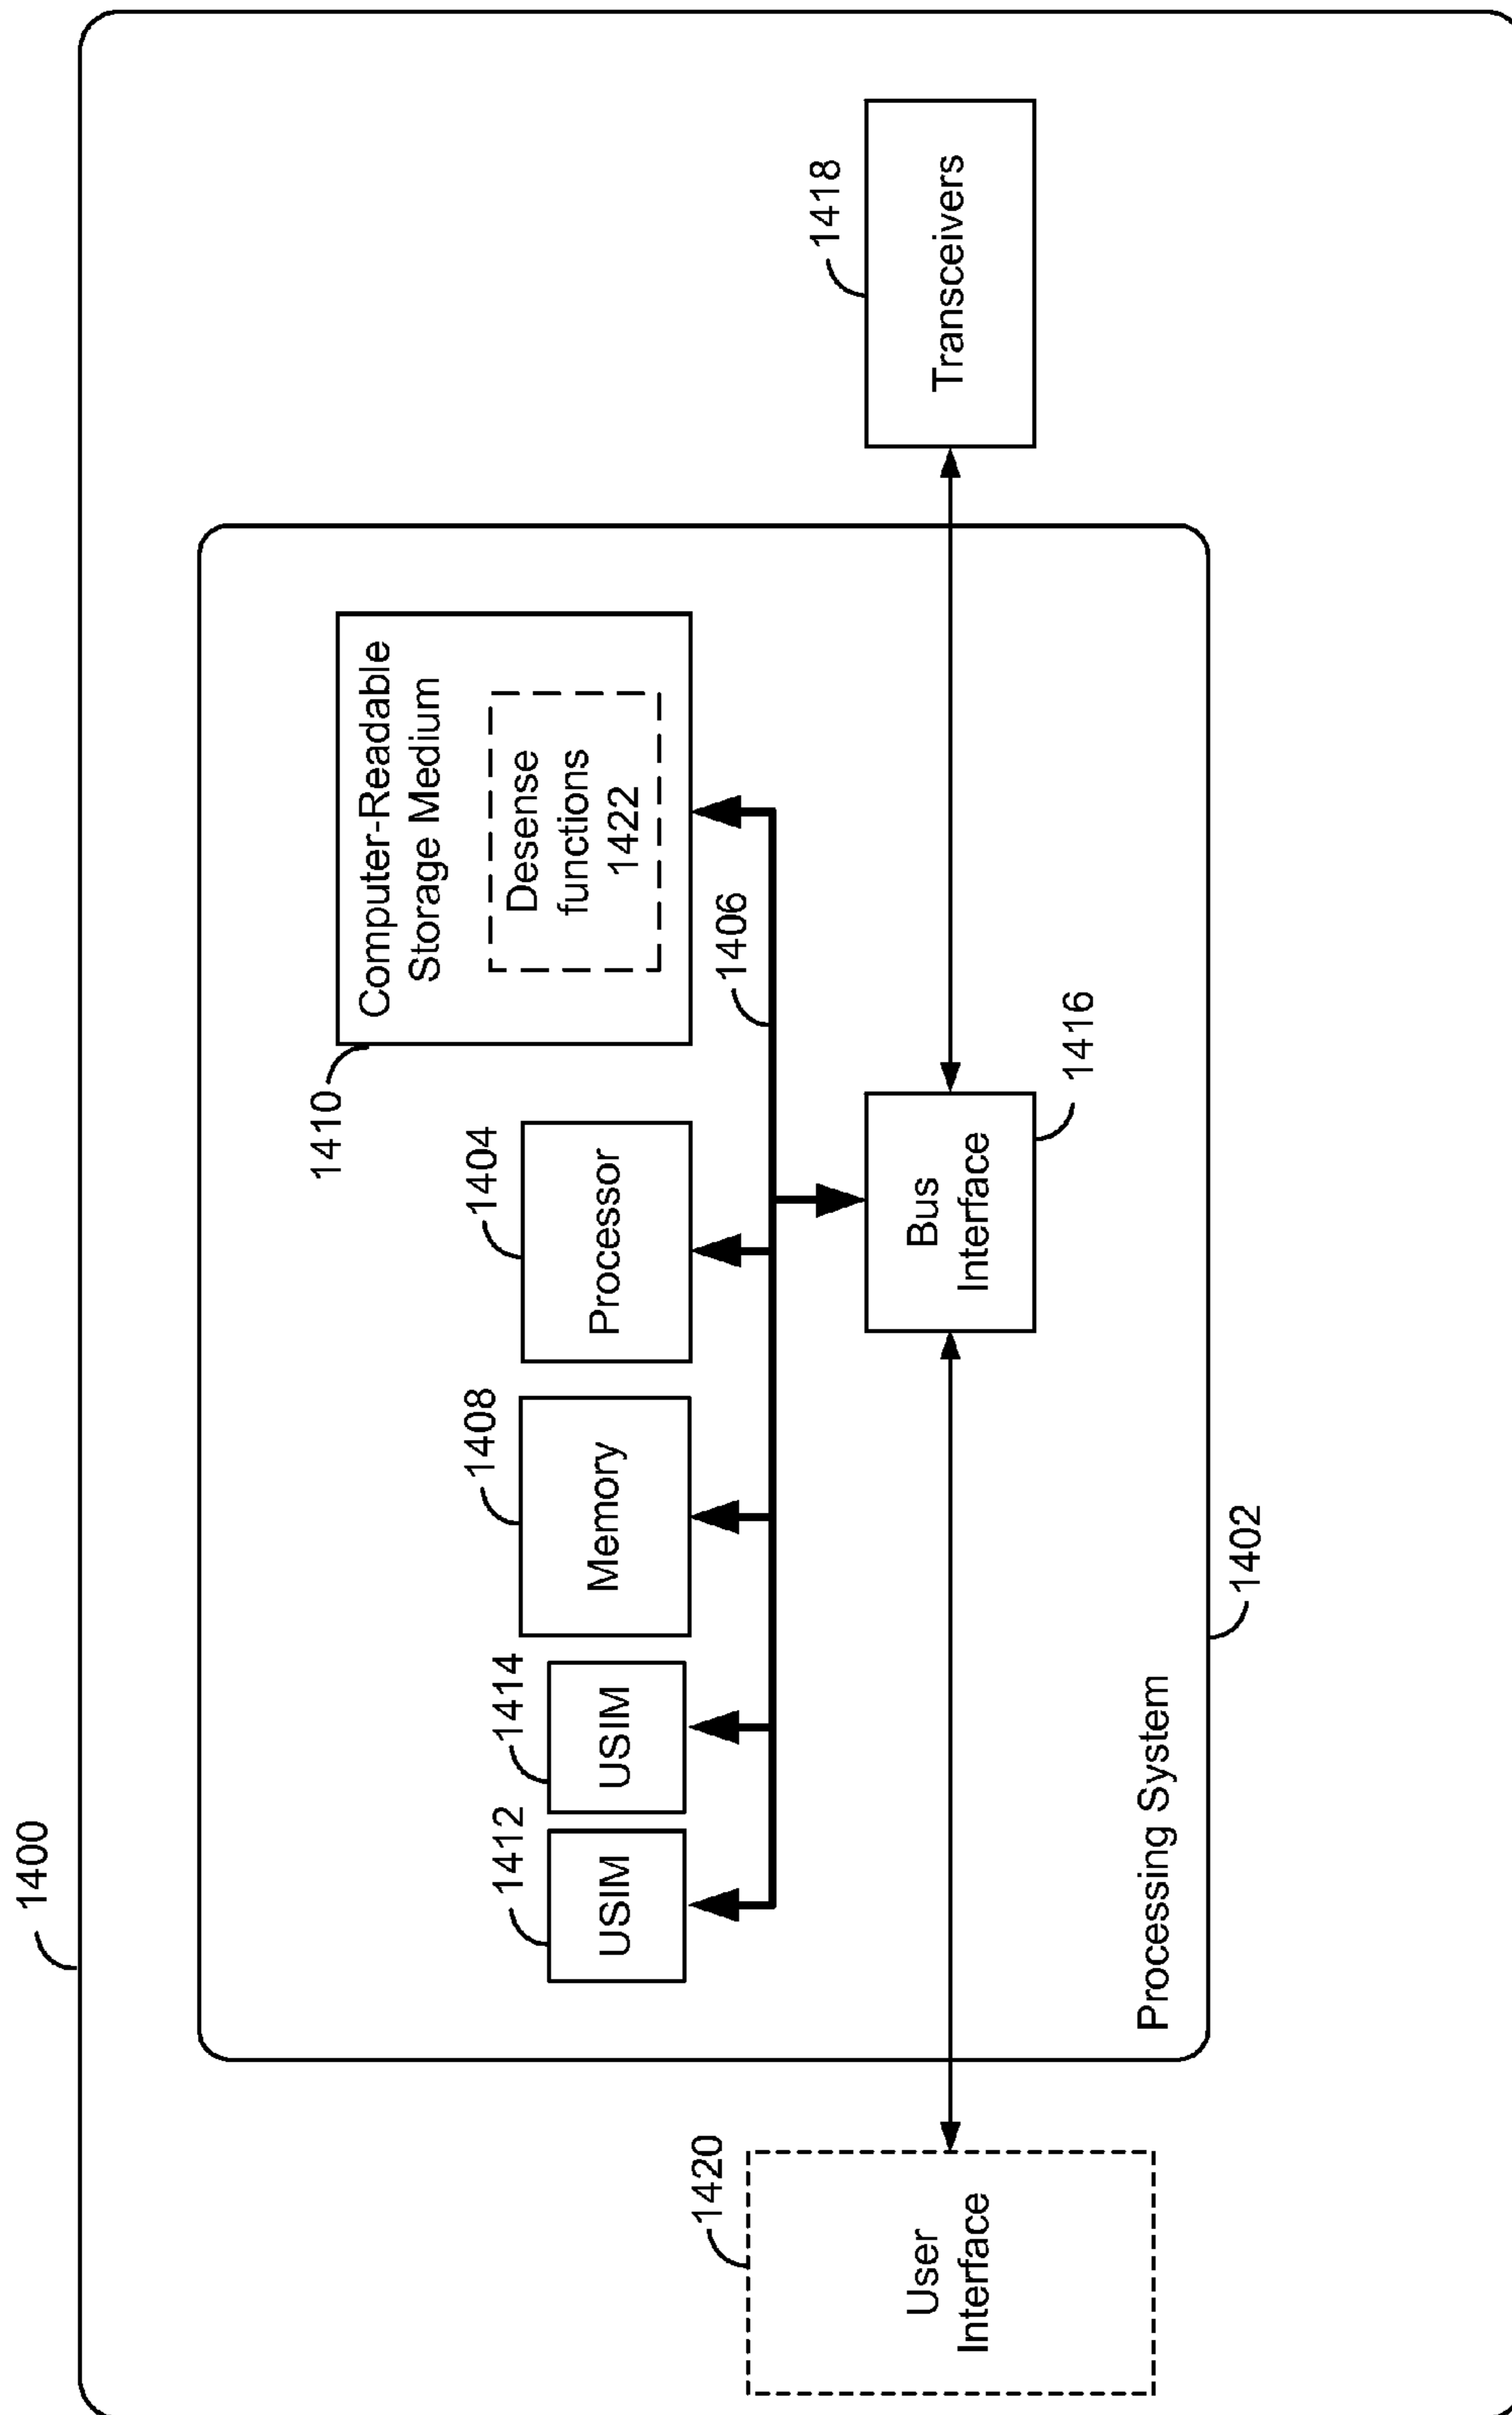 1400
1410
Computer-Readable
Storage Medium
Desense
functions
1422
1412
USIM
1414
USIM
1408
Memory
1404
Processor
1406
1420
User
Interface
Bus
Interface
1416
1418
Transceivers
Processing System
1402